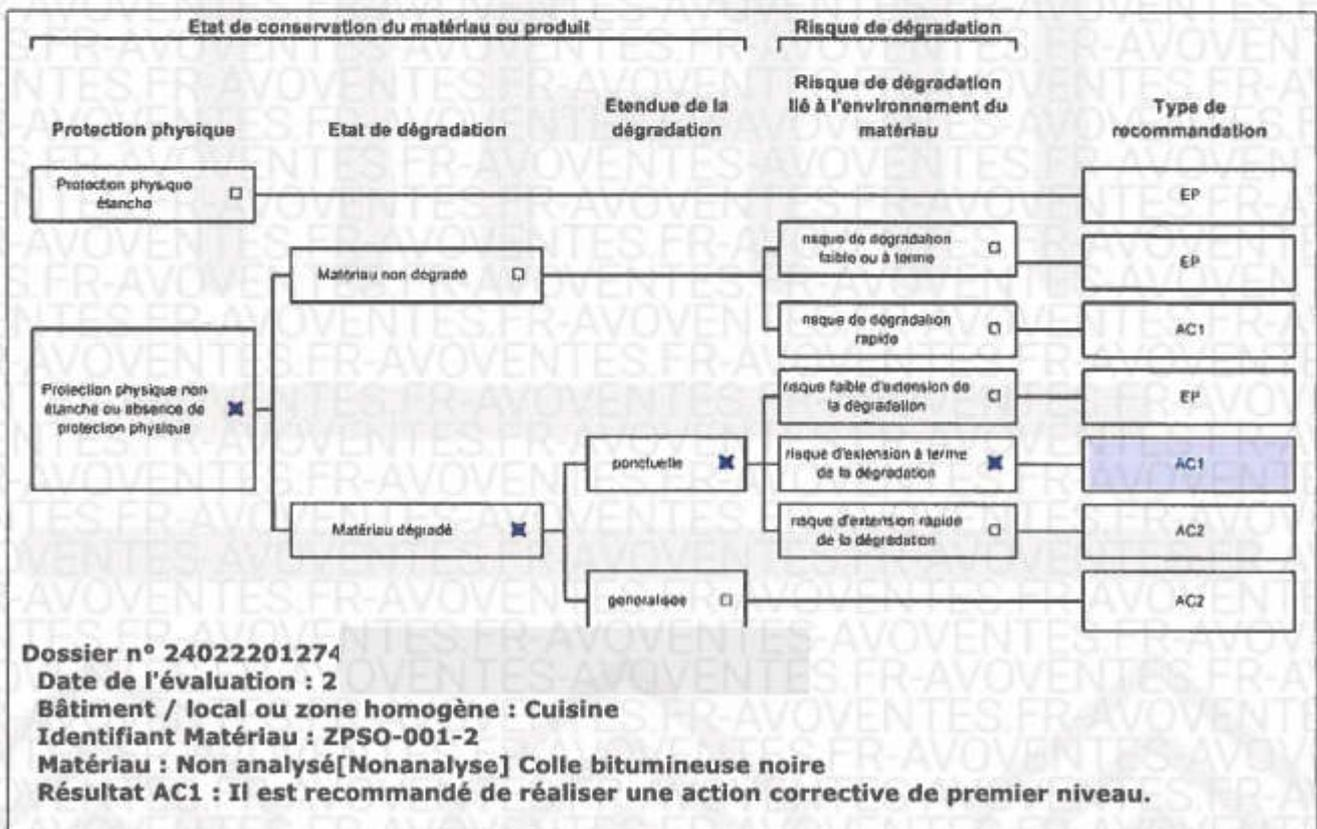 Etat de conservation du matériau ou produit
Risque de dégradation
Protection physique
Etat de dégradation
Etendue de la
dégradation
Risque de dégradation
lié à l'environnement du
matériau
Type de
recommandation
Protection physique
étanche
EP
Matériau non dégradé
risque de dégradation
faible ou à terme
EP
risque de dégradation
rapide
AC1
Protection physique non
étanche ou absence de
protection physique
risque faible d'extension de
la dégradation
EP
ponctuelle
risque d'extension à terme
de la dégradation
AC1
Matériau dégradé
risque d'extension rapide
de la dégradation
AC2
généralisée
AC2
Dossier n° 24022201274
Date de l'évaluation : 2
Bâtiment / local ou zone homogène : Cuisine
Identifiant Matériau : ZPSO-001-2
Matériau : Non analysé[Nonanalyse] Colle bitumineuse noire
Résultat AC1 : Il est recommandé de réaliser une action corrective de premier niveau.